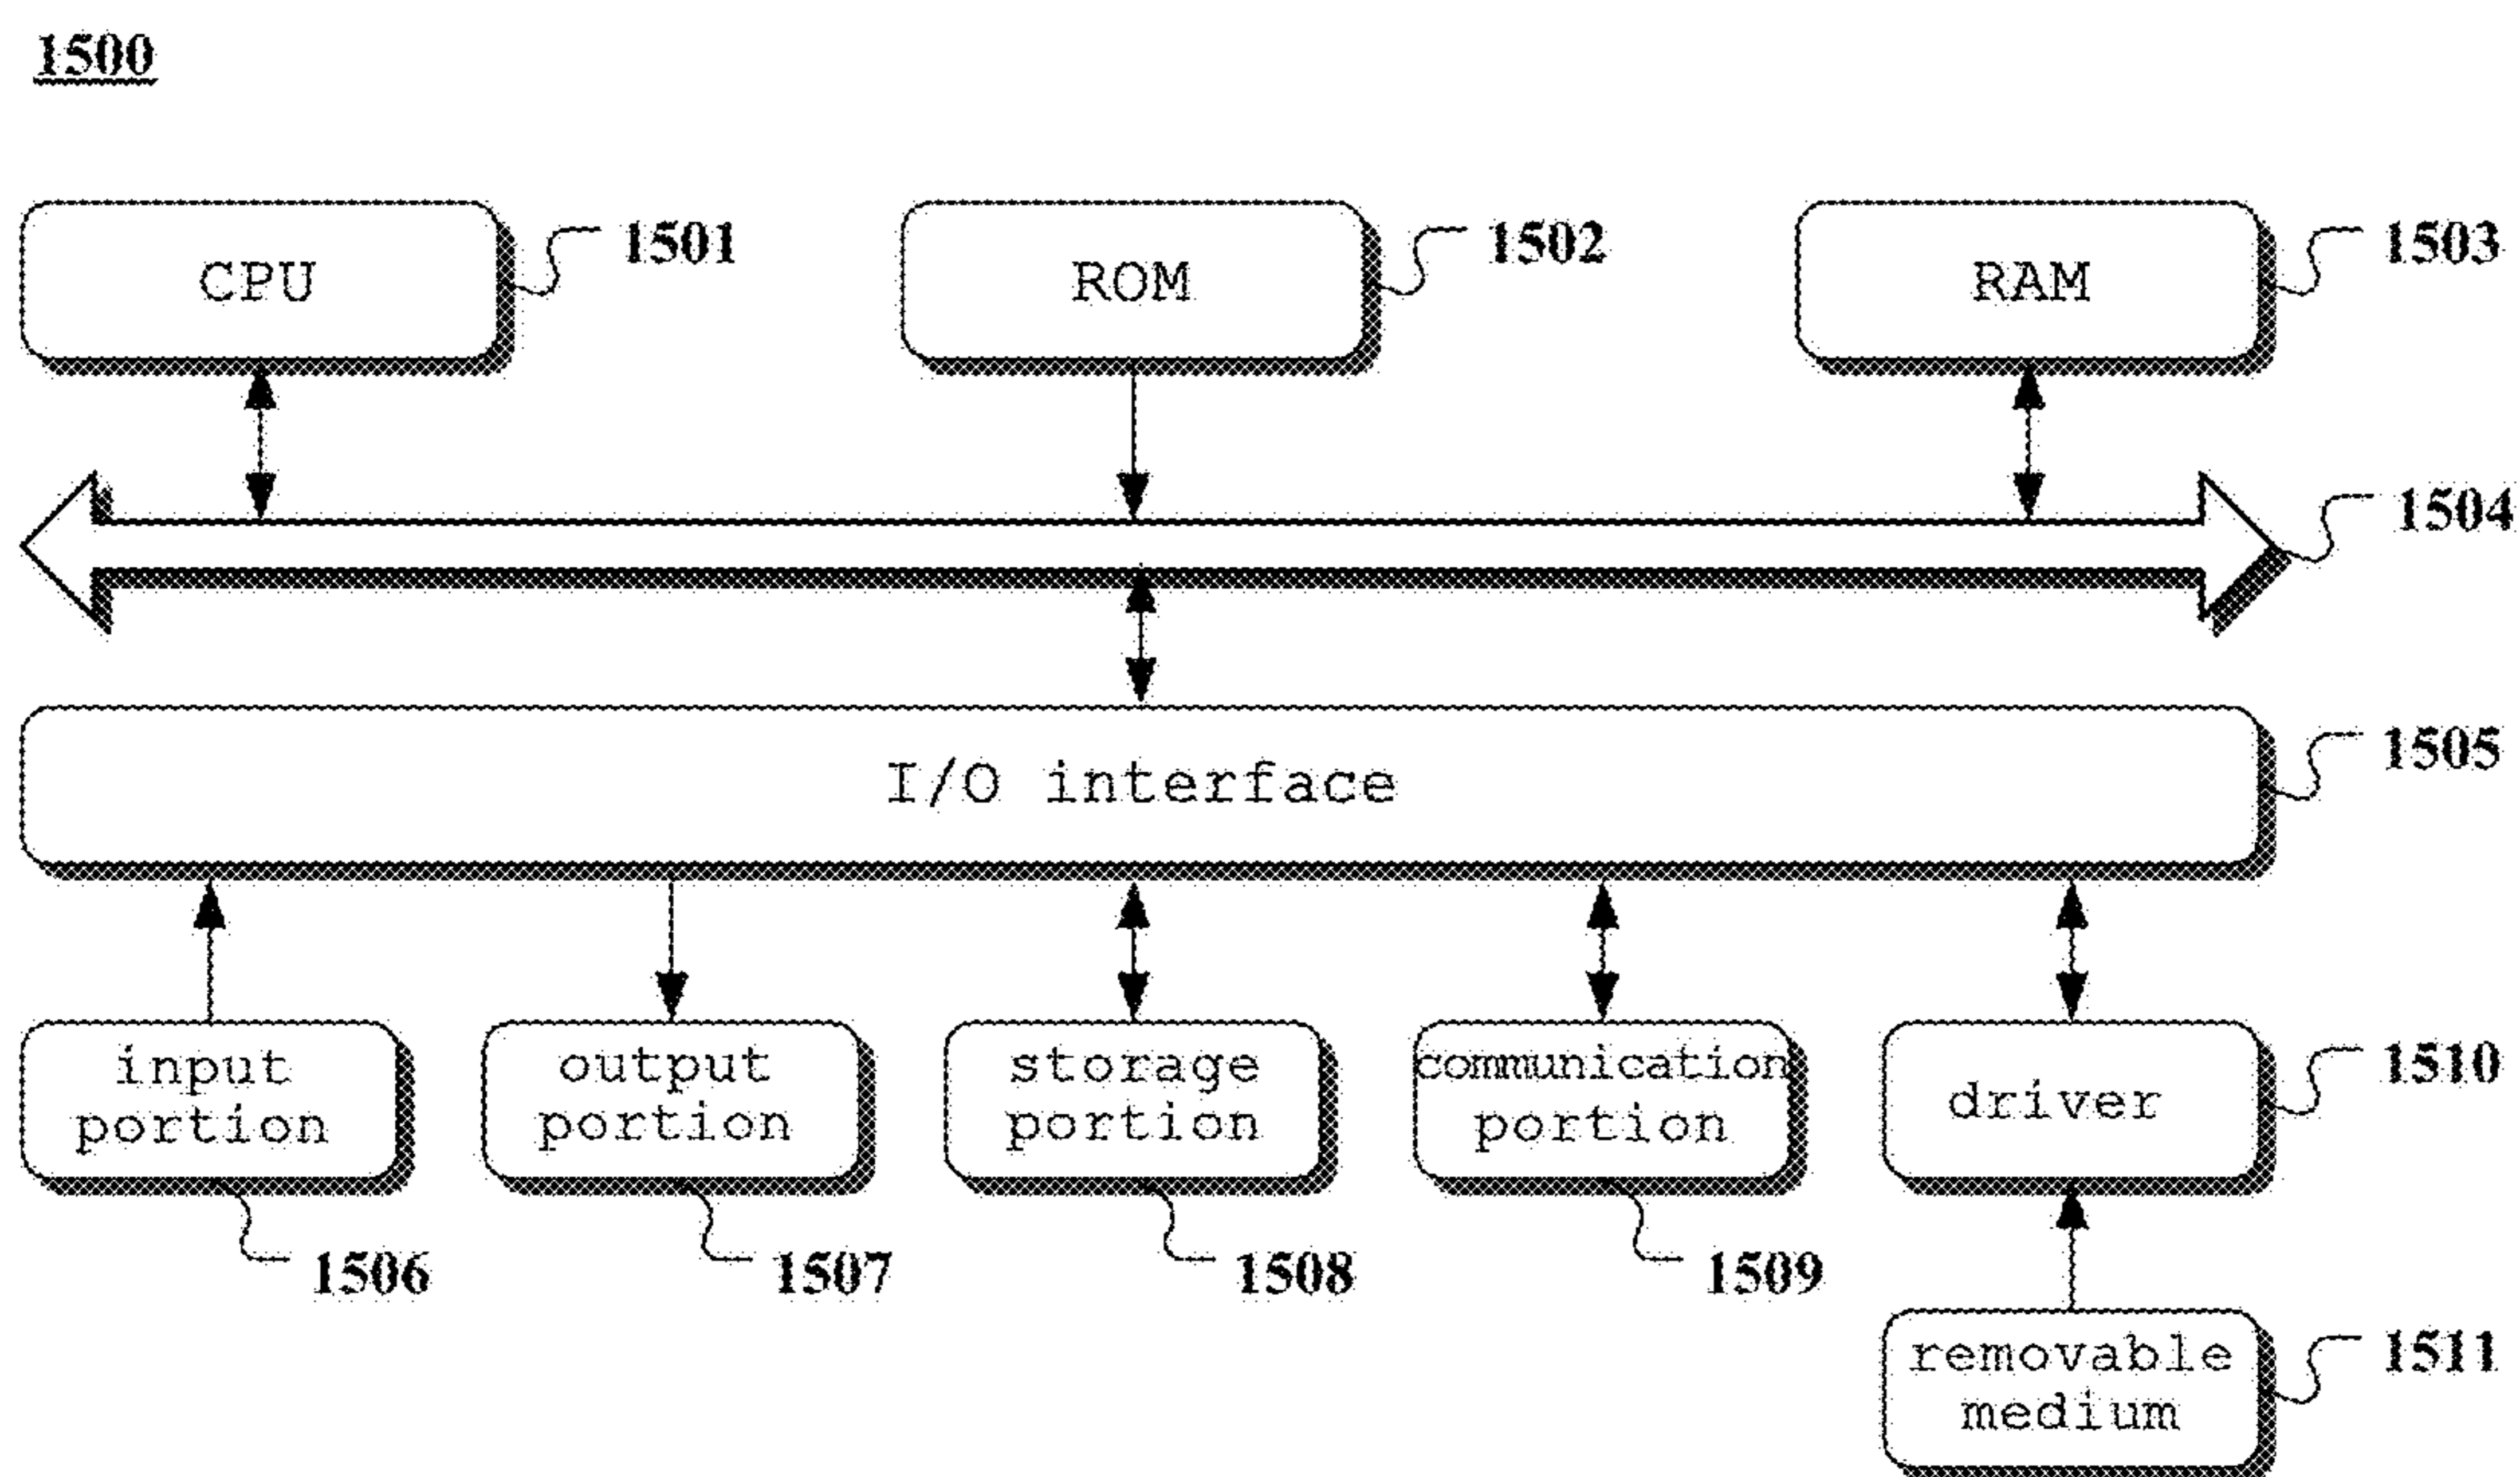 1500
CPU
1501
ROM
1502
RAM
1503
1504
I/O interface
1505
input
portion
output
portion
storage
portion
communication
portion
driver
1510
1506
1507
1508
1509
removable
medium
1511